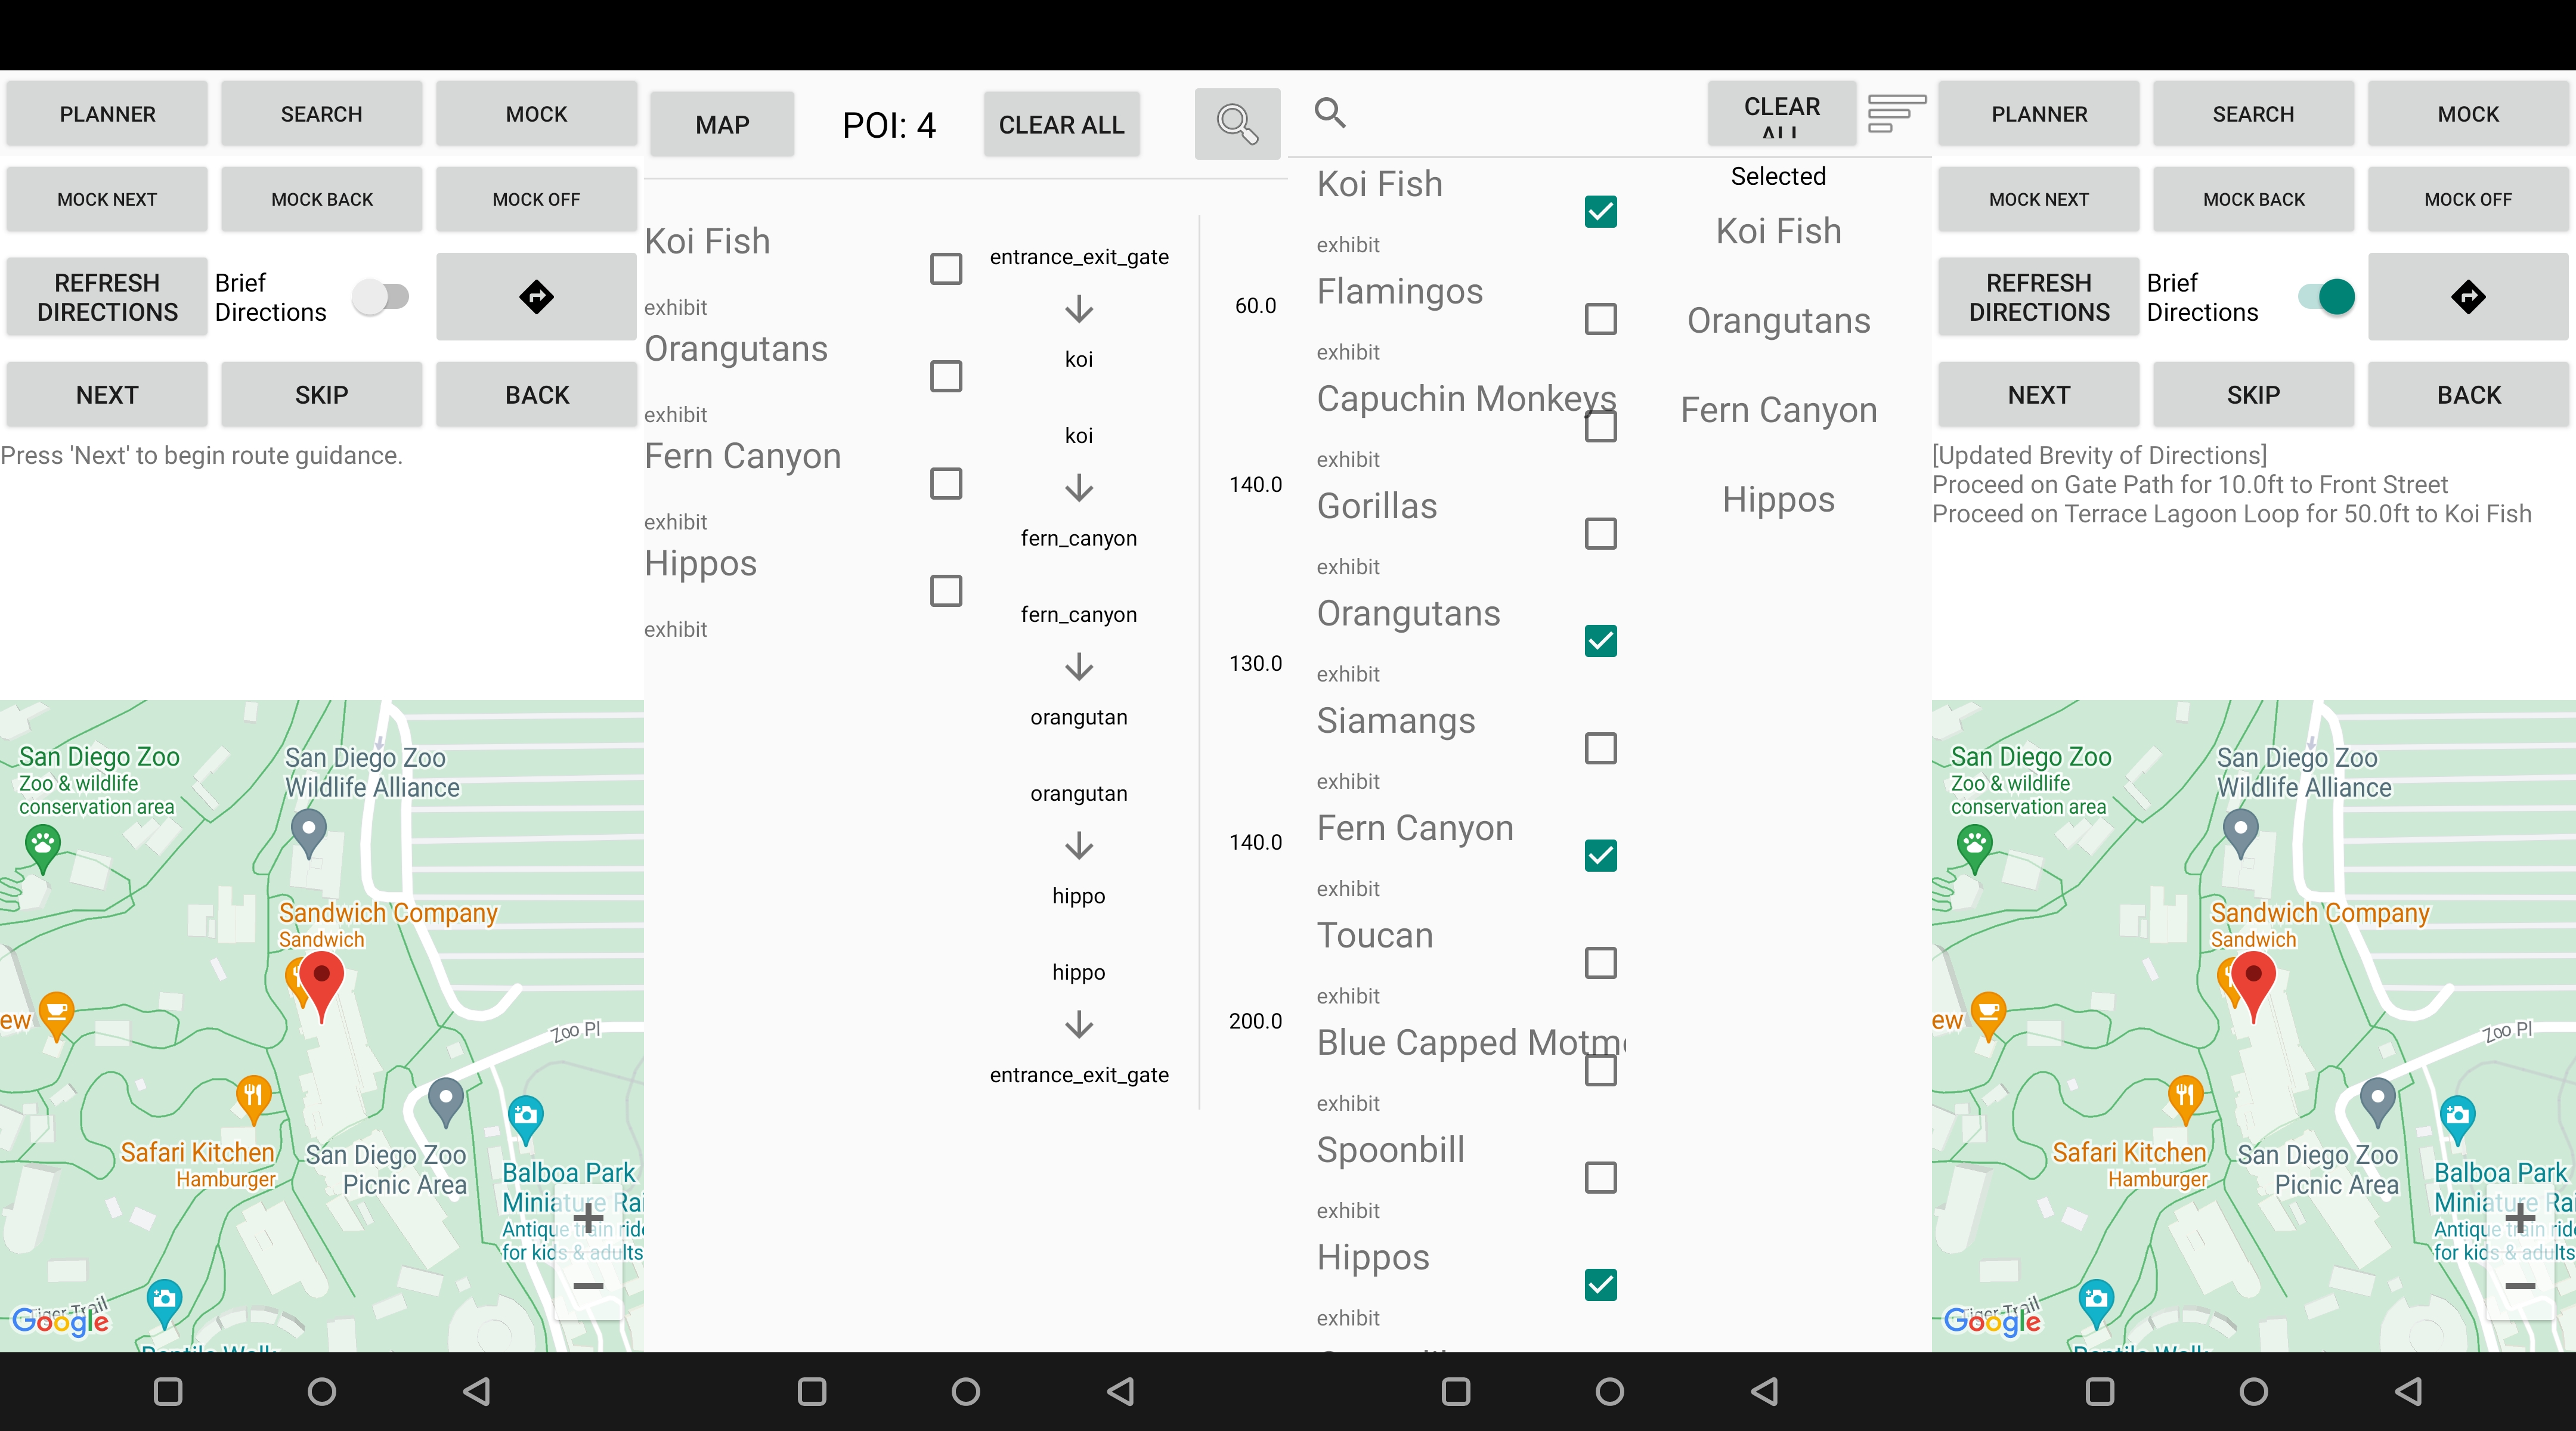 PLANNER
SEARCH
MOCK
MOCK NEXT
MOCK BACK
MOCK OFF
REFRESH
DIRECTIONS
Brief
Directions
NEXT
SKIP
BACK
Press 'Next' to begin route guidance.
San Diego Zoo
Zoo & wildlife
conservation area
San Diego Zoo
Wildlife Alliance
Sandwich Company
Sandwich
ew
Zoo Pl
Safari Kitchen
Hamburger
San Diego Zoo
Picnic Area
Balboa Park
Miniature Rai
Antique train ride
for kids & adults
Tiger Trail
Google
MAP
POI: 4
CLEAR ALL
Koi Fish
exhibit
Orangutans
exhibit
Fern Canyon
exhibit
Hippos
exhibit
entrance_exit_gate
60.0
koi
koi
140.0
fern_canyon
fern_canyon
130.0
orangutan
orangutan
140.0
hippo
hippo
200.0
entrance_exit_gate
CLEAR
ALL
Koi Fish
exhibit
Flamingos
exhibit
Capuchin Monkeys
exhibit
Gorillas
exhibit
Orangutans
exhibit
Siamangs
exhibit
Fern Canyon
exhibit
Toucan
exhibit
Blue Capped Motm
exhibit
Spoonbill
exhibit
Hippos
exhibit
Selected
Koi Fish
Orangutans
Fern Canyon
Hippos
PLANNER
SEARCH
MOCK
MOCK NEXT
MOCK BACK
MOCK OFF
REFRESH
DIRECTIONS
Brief
Directions
NEXT
SKIP
BACK
[Updated Brevity of Directions]
Proceed on Gate Path for 10.0ft to Front Street
Proceed on Terrace Lagoon Loop for 50.0ft to Koi Fish
San Diego Zoo
Zoo & wildlife
conservation area
San Diego Zoo
Wildlife Alliance
Sandwich Company
Sandwich
ew
Zoo Pl
Safari Kitchen
Hamburger
San Diego Zoo
Picnic Area
Balboa Park
Miniature Rai
Antique train ride
for kids & adults
Tiger Trail
Google